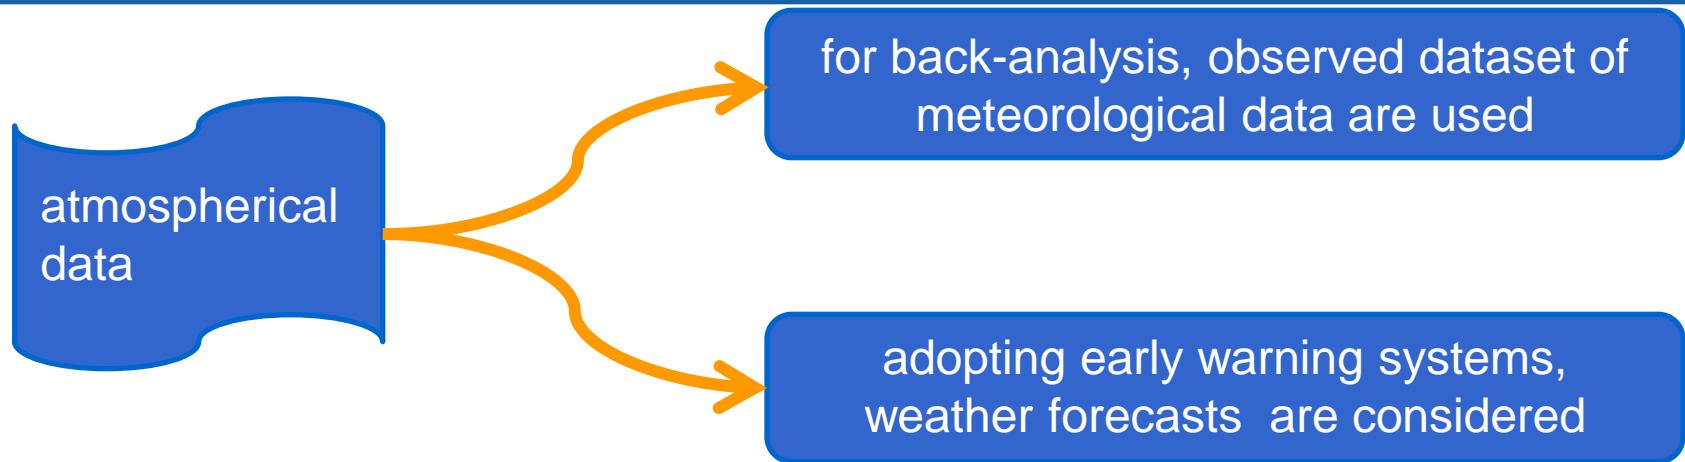 for back-analysis, observed dataset of
meteorological data are used
atmospherical
data
adopting early warning systems,
weather forecasts  are considered